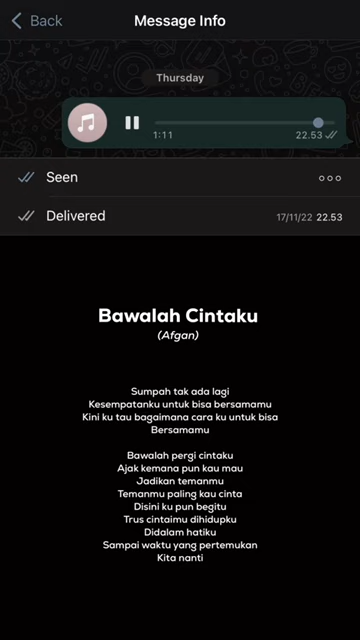 Back
Message Info
Thursday
1:11
22.53
Seen
Delivered
17/11/22 22.53
Bawalah Cintaku
(Afgan)
Sumpah tak ada lagi
Kesempatanku untuk bisa bersamamu
Kini ku tau bagaimana cara ku untuk bisa
Bersamamu
Bawalah pergi cintaku
Ajak kemana pun kau mau
Jadikan temanmu
Temanmu paling kau cinta
Disini ku pun begitu
Trus cintaimu dihidupku
Didalam hatiku
Sampai waktu yang pertemukan
Kita nanti